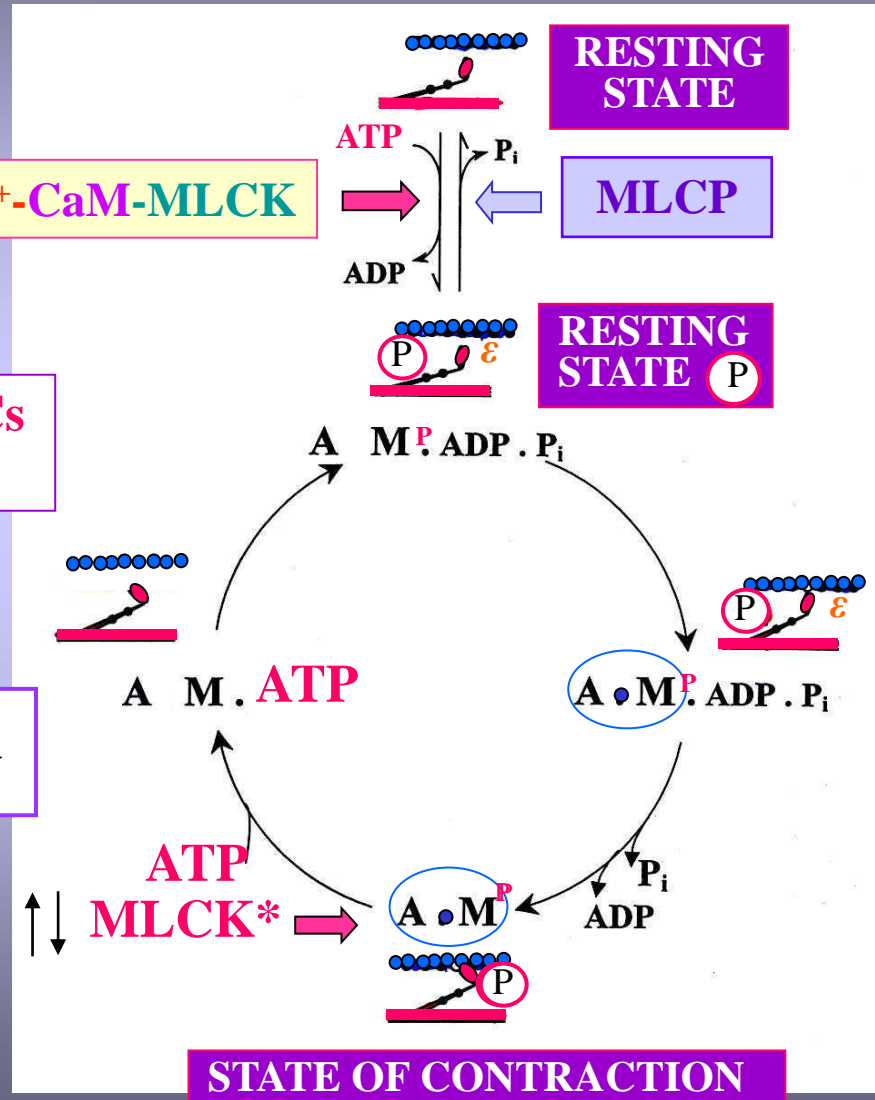 RESTING
STATE
ATP
Pi
+-CaM-MLCK
MLCP
ADP
RESTING
STATE P
P
ε
Cs
A M P . ADP . Pi
P
ε
A M . ATP
A . M P . ADP . Pi
ATP
MLCK*
A . M P
Pi
ADP
P
STATE OF CONTRACTION